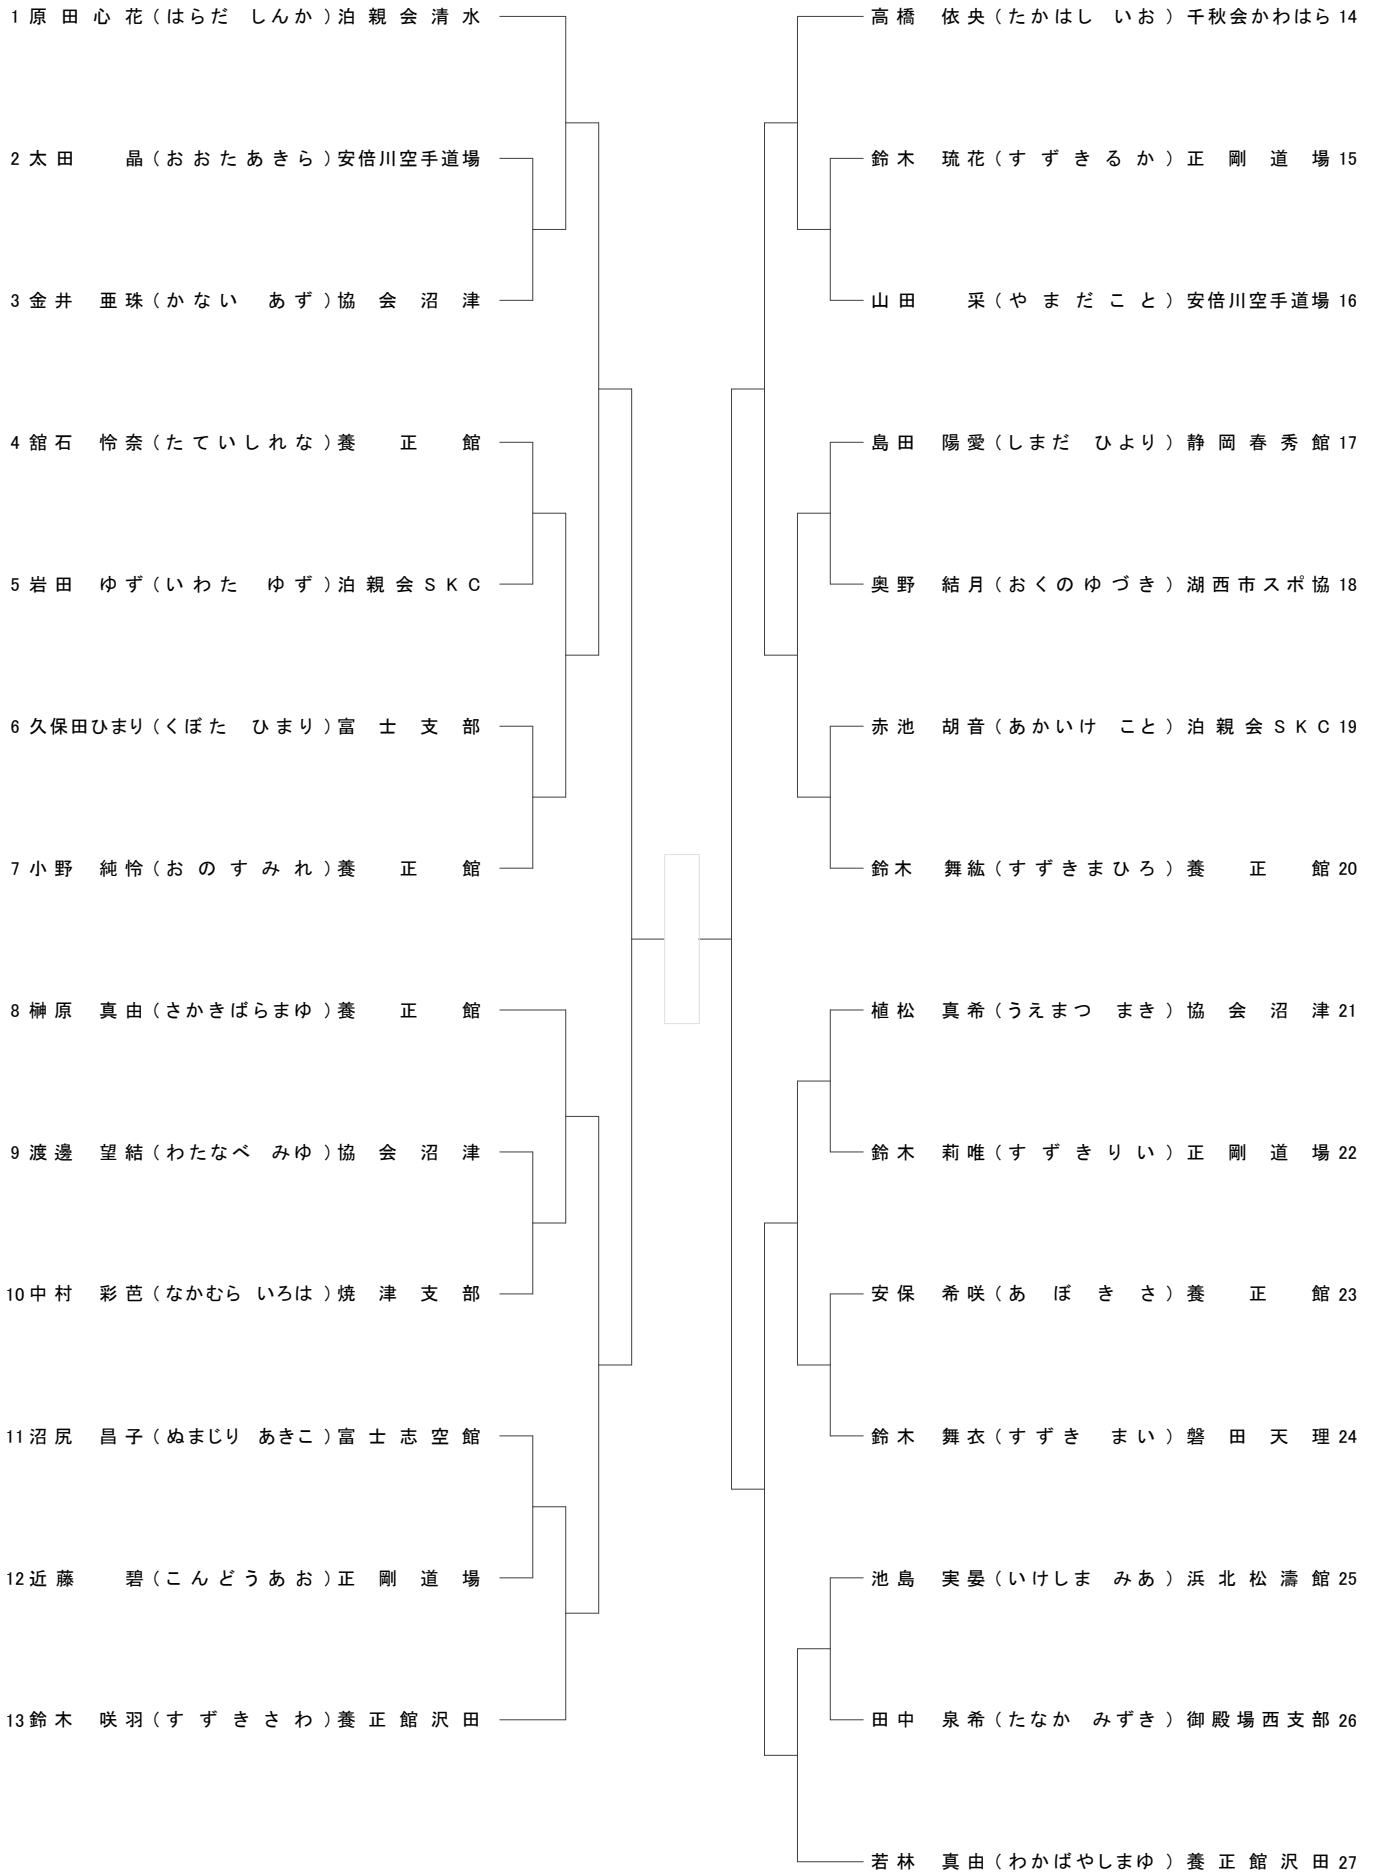 1 原田心花(はらだ しんか)泊親会清水
2 太田 晶(おおたあきら)安倍川空手道場
3 金井 亜珠(かない あず)協会沼津
4 舘石 怜奈(たていしれな)養正館
5 岩田 ゆず(いわた ゆず)泊親会SKC
6 久保田ひまり(くぼた ひまり)富士支部
7 小野 純怜(おのすみれ)養正館
8 榊原 真由(さかきばらまゆ)養正館
9 渡邊 望結(わたなべ みゆ)協会沼津
10 中村 彩芭(なかむら いろは)焼津支部
11 沼尻 昌子(ぬまじり あきこ)富士志空館
12 近藤 碧(こんどうあお)正剛道場
13 鈴木 咲羽(すずきさわ)養正館沢田
高橋 依央(たかはし いお)千秋会かわはら 14
鈴木 琉花(すずきるか)正剛道場 15
山田 采(やまだこと)安倍川空手道場 16
島田 陽愛(しまだ ひより)静岡春秀館 17
奥野 結月(おくのゆづき)湖西市スポ協 18
赤池 胡音(あかいけ こと)泊親会SKC 19
鈴木 舞紘(すずきまひろ)養正館 20
植松 真希(うえまつ まき)協会沼津 21
鈴木 莉唯(すずきりい)正剛道場 22
安保 希咲(あぼきさ)養正館 23
鈴木 舞衣(すずき まい)磐田天理 24
池島 実晏(いけしま みあ)浜北松濤館 25
田中 泉希(たなか みずき)御殿場西支部 26
若林 真由(わかばやしまゆ)養正館沢田 27